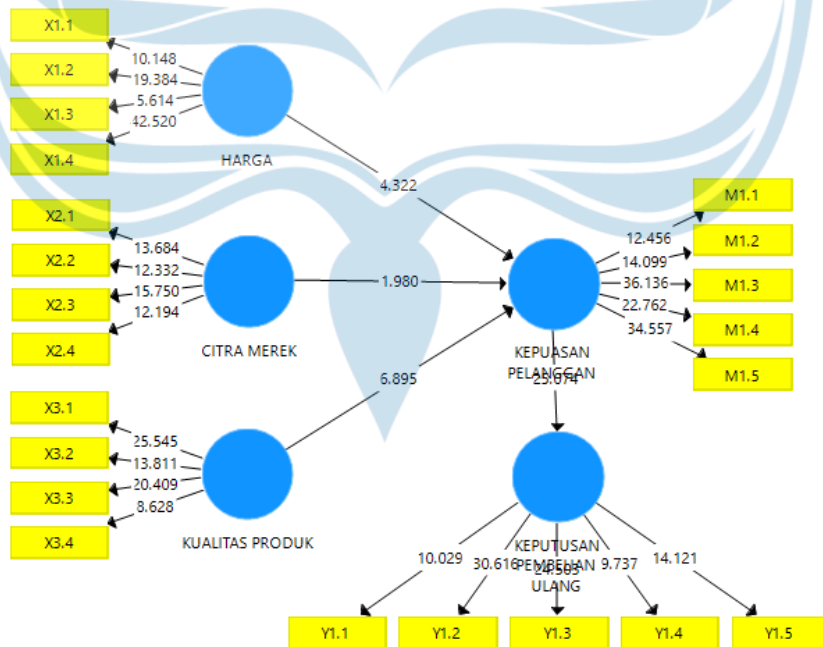 X1.1
10.148
X1.2
19.384
X1.3
5.614
42.520
X1.4
HARGA
4.322
X2.1
13.684
X2.2
12.332
X2.3
15.750
12.194
X2.4
CITRA MEREK
1.980
X3.1
25.545
X3.2
13.811
X3.3
20.409
8.628
X3.4
KUALITAS PRODUK
6.895
M1.1
12.456
M1.2
14.099
M1.3
36.136
M1.4
22.762
34.557
M1.5
KEPUASAN
PELANGGAN
KEPUTUSAN
PEMBELIAN
ULANG
10.029
30.616
9.737
14.121
Y1.1
Y1.2
Y1.3
Y1.4
Y1.5